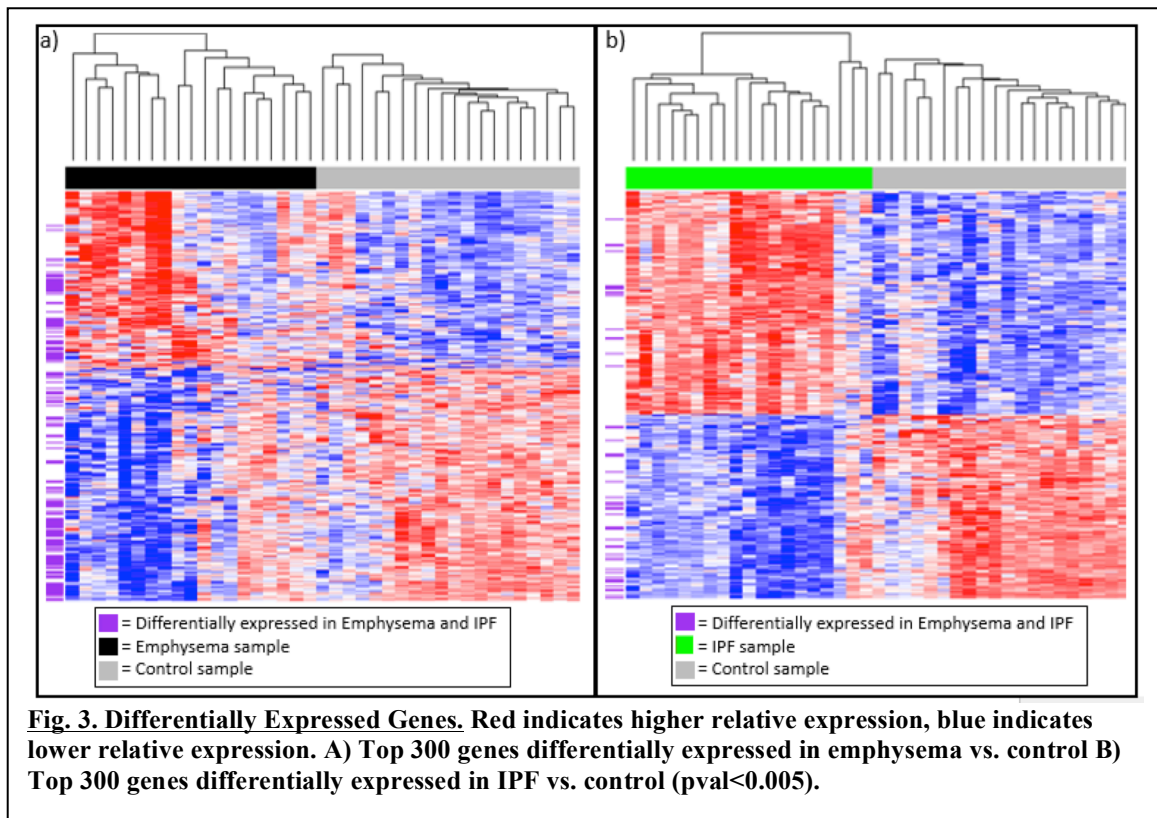 a)
b)
= Differentially expressed in Emphysema and IPF
= Emphysema sample
= Control sample
= Differentially expressed in Emphysema and IPF
= IPF sample
= Control sample
Fig. 3. Differentially Expressed Genes. Red indicates higher relative expression, blue indicates
lower relative expression. A) Top 300 genes differentially expressed in emphysema vs. control B)
Top 300 genes differentially expressed in IPF vs. control (pval<0.005).